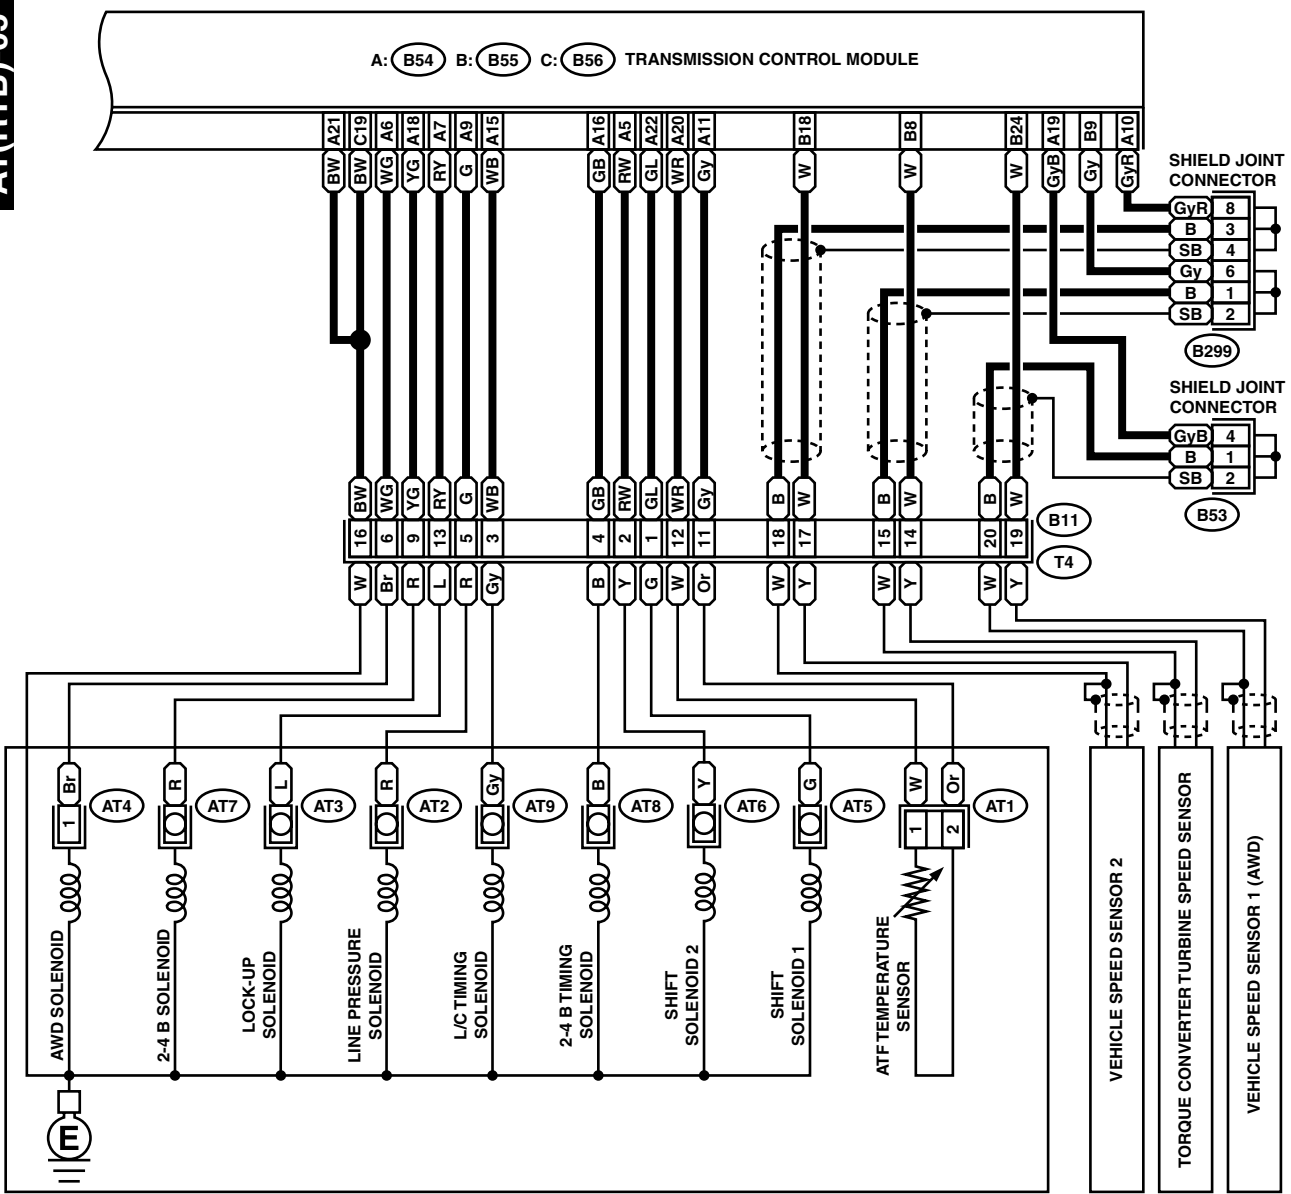 A: B54 B: B55 C: B56 TRANSMISSION CONTROL MODULE
A21 C19 A6 A18 A7 A9 A15 A16 A5 A22 A20 A11 B18 B8 B24 A19 B9 A10
BW BW WG YG RY G WB GB RW GL WR Gy W W W GyB Gy GyR
SHIELD JOINT
CONNECTOR
GyR 8
B 3
SB 4
Gy 6
B 1
SB 2
B299
SHIELD JOINT
CONNECTOR
GyB 4
B 1
SB 2
B53
BW WG YG RY G WB GB RW GL WR Gy B W B W B W
16 6 9 13 5 3 4 2 1 12 11 18 17 15 14 20 19
B11
T4
W Br R L R Gy B Y G W Or W Y W Y W Y
Br R L R Gy B Y G W Or
1 AT4 AT7 AT3 AT2 AT9 AT8 AT6 AT5 1 2 AT1
AWD SOLENOID
2-4 B SOLENOID
LOCK-UP
SOLENOID
LINE PRESSURE
SOLENOID
L/C TIMING
SOLENOID
2-4 B TIMING
SOLENOID
SHIFT
SOLENOID 2
SHIFT
SOLENOID 1
ATF TEMPERATURE
SENSOR
VEHICLE SPEED SENSOR 2
TORQUE CONVERTER TURBINE SPEED SENSOR
VEHICLE SPEED SENSOR 1 (AWD)
E